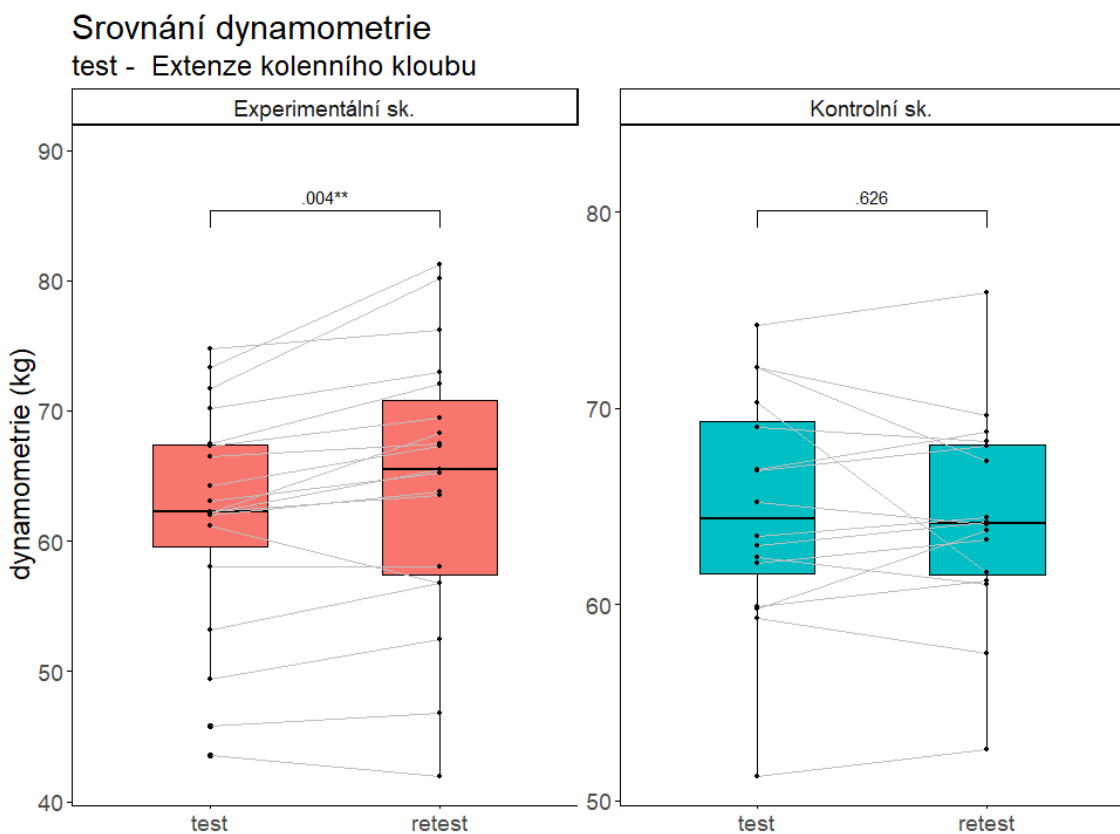 Srovnání dynamometrie
test -  Extenze kolenního kloubu
Experimentální sk.
Kontrolní sk.
dynamometrie (kg)
90
80
70
60
50
40
.004**
test
retest
80
70
60
50
.626
test
retest